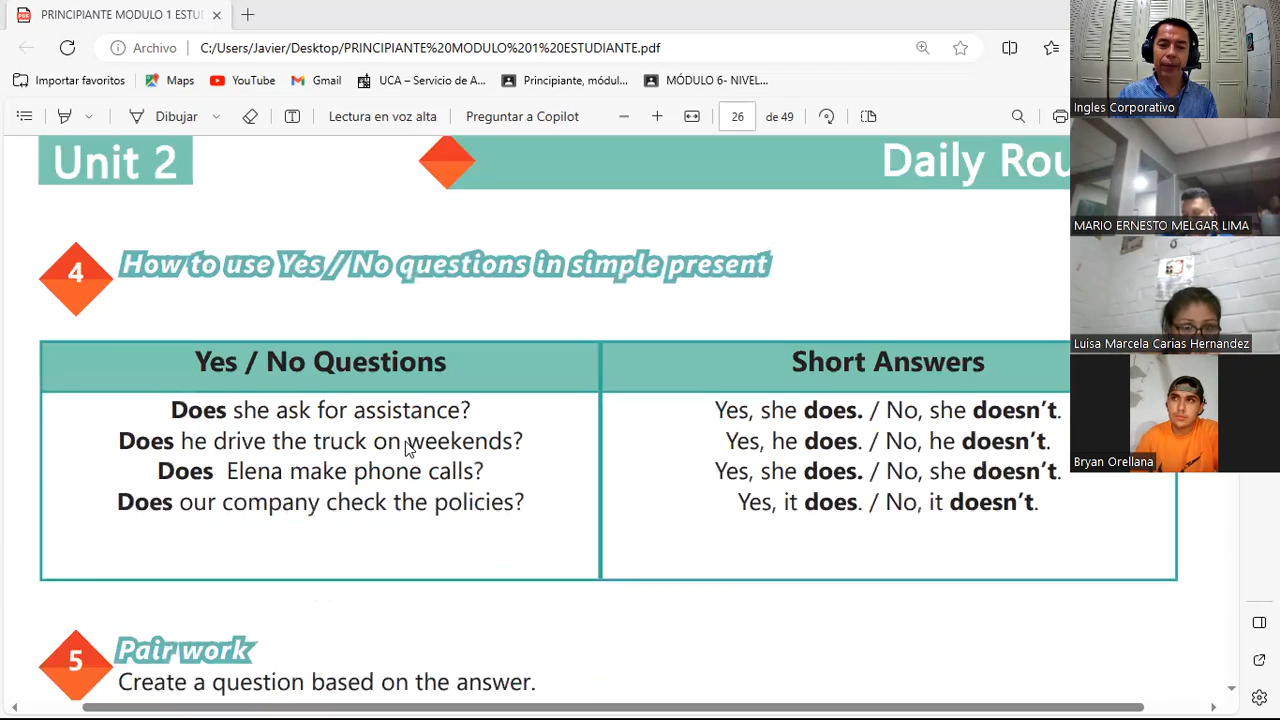 PRINCIPIANTE MODULO 1 ESTU
Archivo
C:/Users/Javier/Desktop/PRINCIPIANTE%20MODULO%201%20ESTUDIANTE.pdf
Importar favoritos
Maps
YouTube
Gmail
UCA – Servicio de A...
Principiante, módul...
MÓDULO 6- NIVEL...
Dibujar
Lectura en voz alta
Preguntar a Copilot
26
de 49
Unit 2
Daily Rou
4
How to use Yes / No questions in simple present
Yes / No Questions
Does she ask for assistance?
Does he drive the truck on weekends?
Does Elena make phone calls?
Does our company check the policies?
Short Answers
Yes, she does. / No, she doesn't.
Yes, he does. / No, he doesn't.
Yes, she does. / No, she doesn't.
Yes, it does. / No, it doesn't.
5
Pair work
Create a question based on the answer.
Ingles Corporativo
MARIO ERNESTO MELGAR LIMA
Luisa Marcela Carias Hernandez
Bryan Orellana